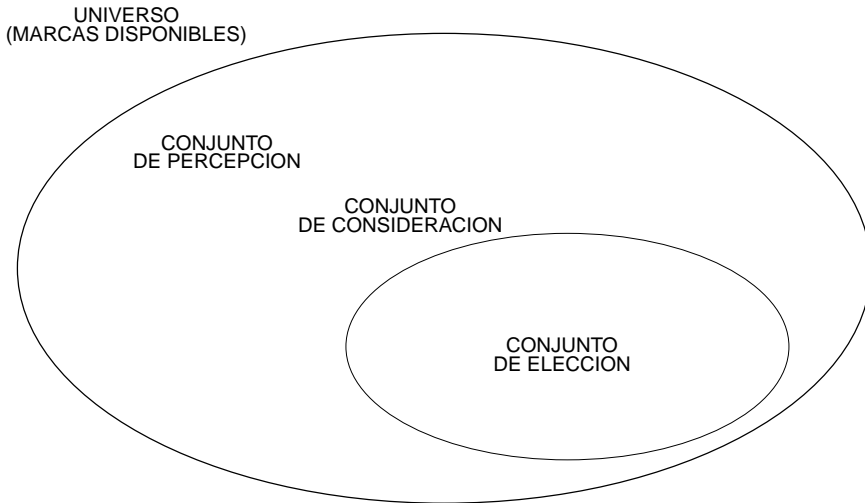 UNIVERSO
(MARCAS DISPONIBLES)
CONJUNTO
DE PERCEPCION
CONJUNTO
DE CONSIDERACION
CONJUNTO
DE ELECCION